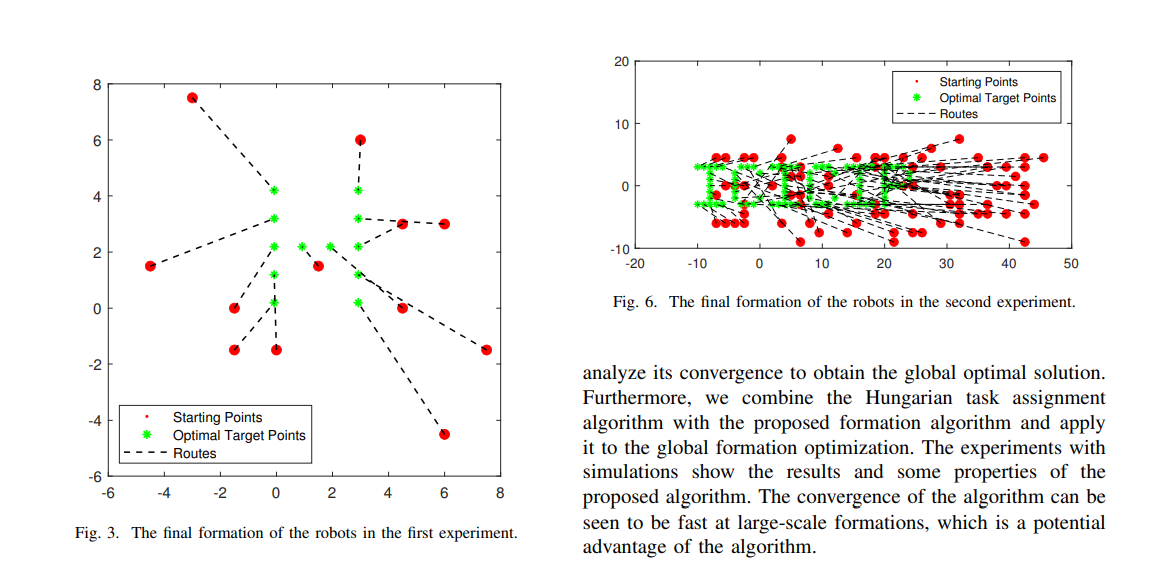 8
6
4
2
0
-2
-4
-6
-6 -4 -2 0 2 4 6 8
Starting Points
Optimal Target Points
Routes
Fig. 3. The final formation of the robots in the first experiment.
20
10
0
-10
-20 -10 0 10 20 30 40 50
Starting Points
Optimal Target Points
Routes
Fig. 6. The final formation of the robots in the second experiment.
analyze its convergence to obtain the global optimal solution.
Furthermore, we combine the Hungarian task assignment
algorithm with the proposed formation algorithm and apply
it to the global formation optimization. The experiments with
simulations show the results and some properties of the
proposed algorithm. The convergence of the algorithm can be
seen to be fast at large-scale formations, which is a potential
advantage of the algorithm.